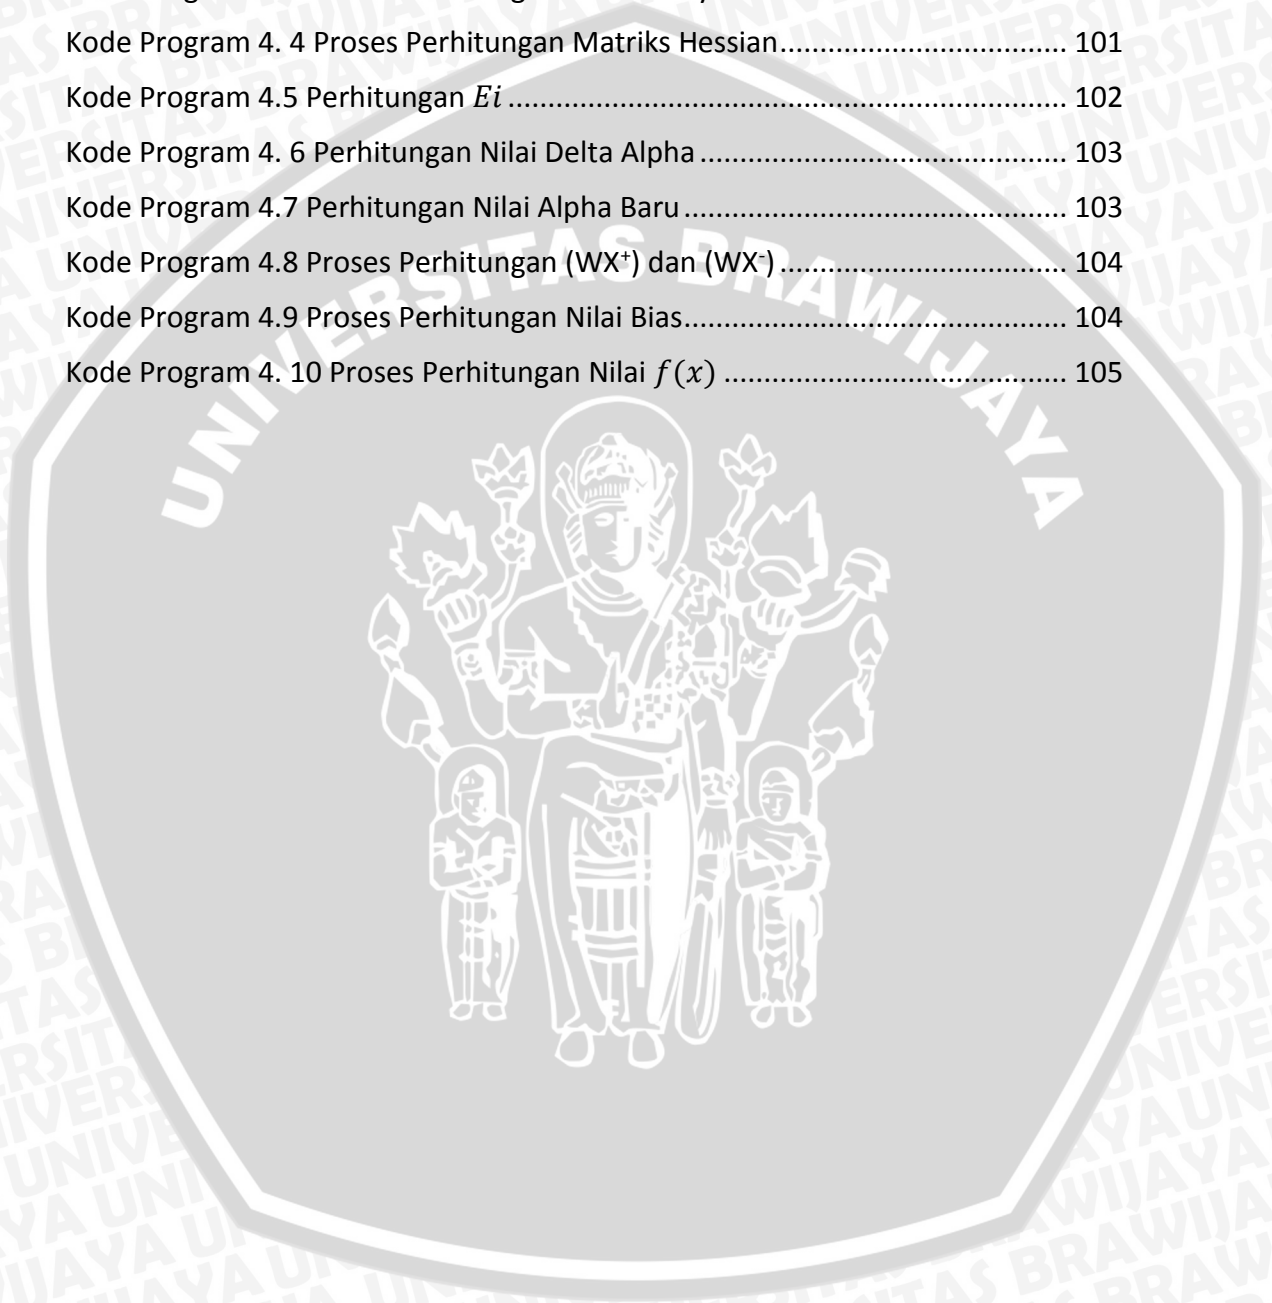 Kode Program 4. 4 Proses Perhitungan Matriks Hessian................................... 101
Kode Program 4.5 Perhitungan Ei..................................................................... 102
Kode Program 4. 6 Perhitungan Nilai Delta Alpha............................................. 103
Kode Program 4.7 Perhitungan Nilai Alpha Baru............................................... 103
Kode Program 4.8 Proses Perhitungan (WX⁺) dan (WX⁻)................................... 104
Kode Program 4.9 Proses Perhitungan Nilai Bias............................................... 104
Kode Program 4. 10 Proses Perhitungan Nilai f(x) .......................................... 105
UNIVERSITAS BRAWIJAYA